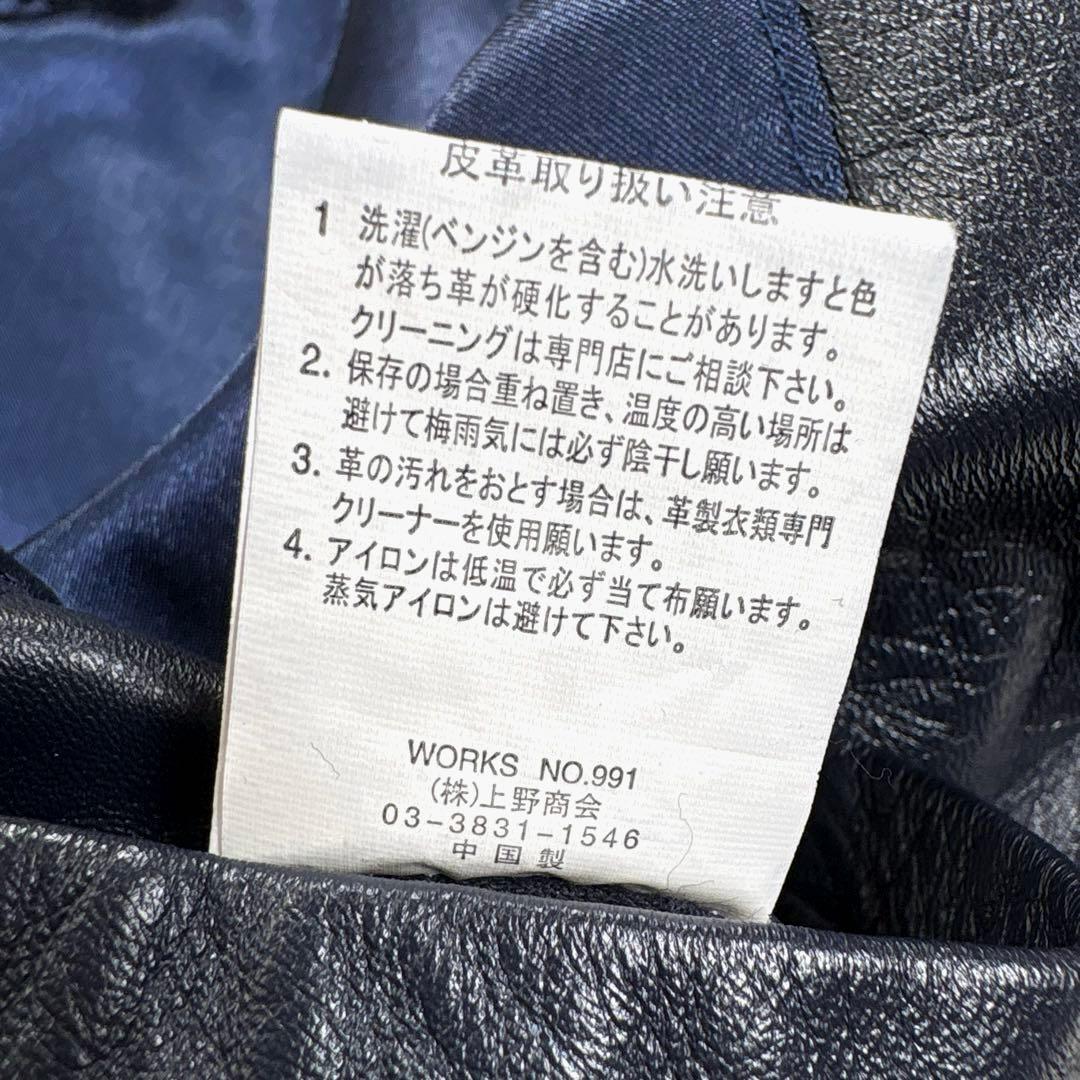 皮革取り扱い注意
1 洗濯(ベンジンを含む)水洗いしますと色
が落ち革が硬化することがあります。
クリーニングは専門店にご相談下さい。
2. 保存の場合重ね置き、温度の高い場所は
避けて梅雨気には必ず陰干し願います。
3. 革の汚れをおとす場合は、革製衣類専門
クリーナーを使用願います。
4. アイロンは低温で必ず当て布願います。
蒸気アイロンは避けて下さい。
WORKS NO.991
(株)上野商会
03-3831-1546
中国製